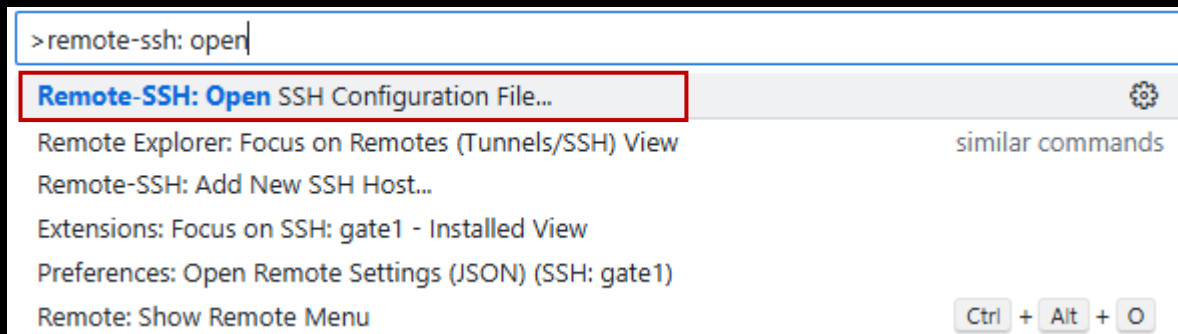 >remote-ssh: open
Remote-SSH: Open SSH Configuration File...
Remote Explorer: Focus on Remotes (Tunnels/SSH) View similar commands
Remote-SSH: Add New SSH Host...
Extensions: Focus on SSH: gate1 - Installed View
Preferences: Open Remote Settings (JSON) (SSH: gate1)
Remote: Show Remote Menu Ctrl + Alt + O